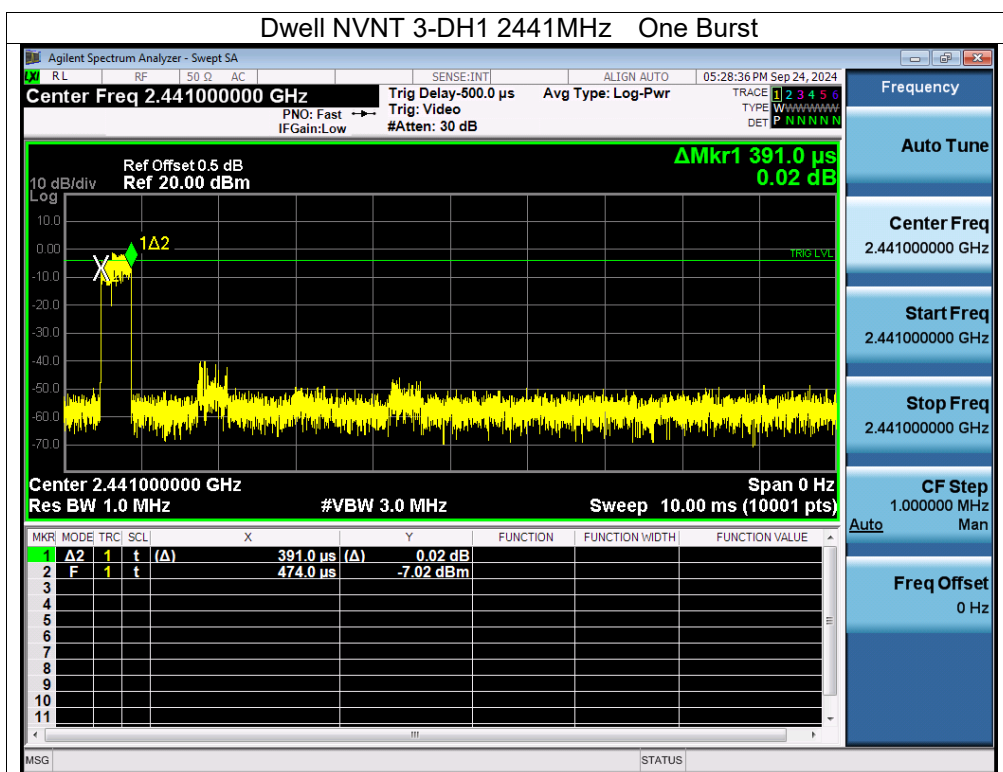 Dwell NVNT 3-DH1 2441MHz One Burst
Agilent Spectrum Analyzer - Swept SA
LXI RL RF 50 Ω AC SENSE:INT ALIGN AUTO 05:28:36 PM Sep 24, 2024
Center Freq 2.441000000 GHz
PNO: Fast
IFGain:Low
Trig Delay-500.0 µs
Trig: Video
#Atten: 30 dB
Avg Type: Log-Pwr
TRACE 1 2 3 4 5 6
TYPE WWWWWW
DET P N N N N N
Frequency
Auto Tune
Center Freq
2.441000000 GHz
Start Freq
2.441000000 GHz
Stop Freq
2.441000000 GHz
CF Step
1.000000 MHz
Auto Man
Freq Offset
0 Hz
ΔMkr1 391.0 µs
0.02 dB
Ref Offset 0.5 dB
10 dB/div Ref 20.00 dBm
Log
10.0
0.00
-10.0
-20.0
-30.0
-40.0
-50.0
-60.0
-70.0
1Δ2
X
TRIG LVL
Center 2.441000000 GHz Span 0 Hz
Res BW 1.0 MHz #VBW 3.0 MHz Sweep 10.00 ms (10001 pts)
MKR MODE TRC SCL X Y FUNCTION FUNCTION WIDTH FUNCTION VALUE
1 Δ2 1 t (Δ) 391.0 µs (Δ) 0.02 dB
2 F 1 t 474.0 µs -7.02 dBm
3
4
5
6
7
8
9
10
11
MSG STATUS